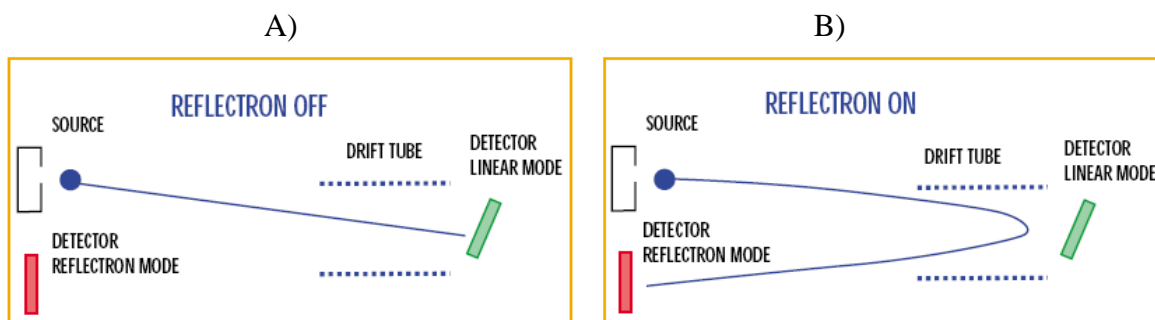 A)
B)
REFLECTRON OFF
SOURCE
DRIFT TUBE
DETECTOR
LINEAR MODE
DETECTOR
REFLECTRON MODE
REFLECTRON ON
SOURCE
DRIFT TUBE
DETECTOR
LINEAR MODE
DETECTOR
REFLECTRON MODE